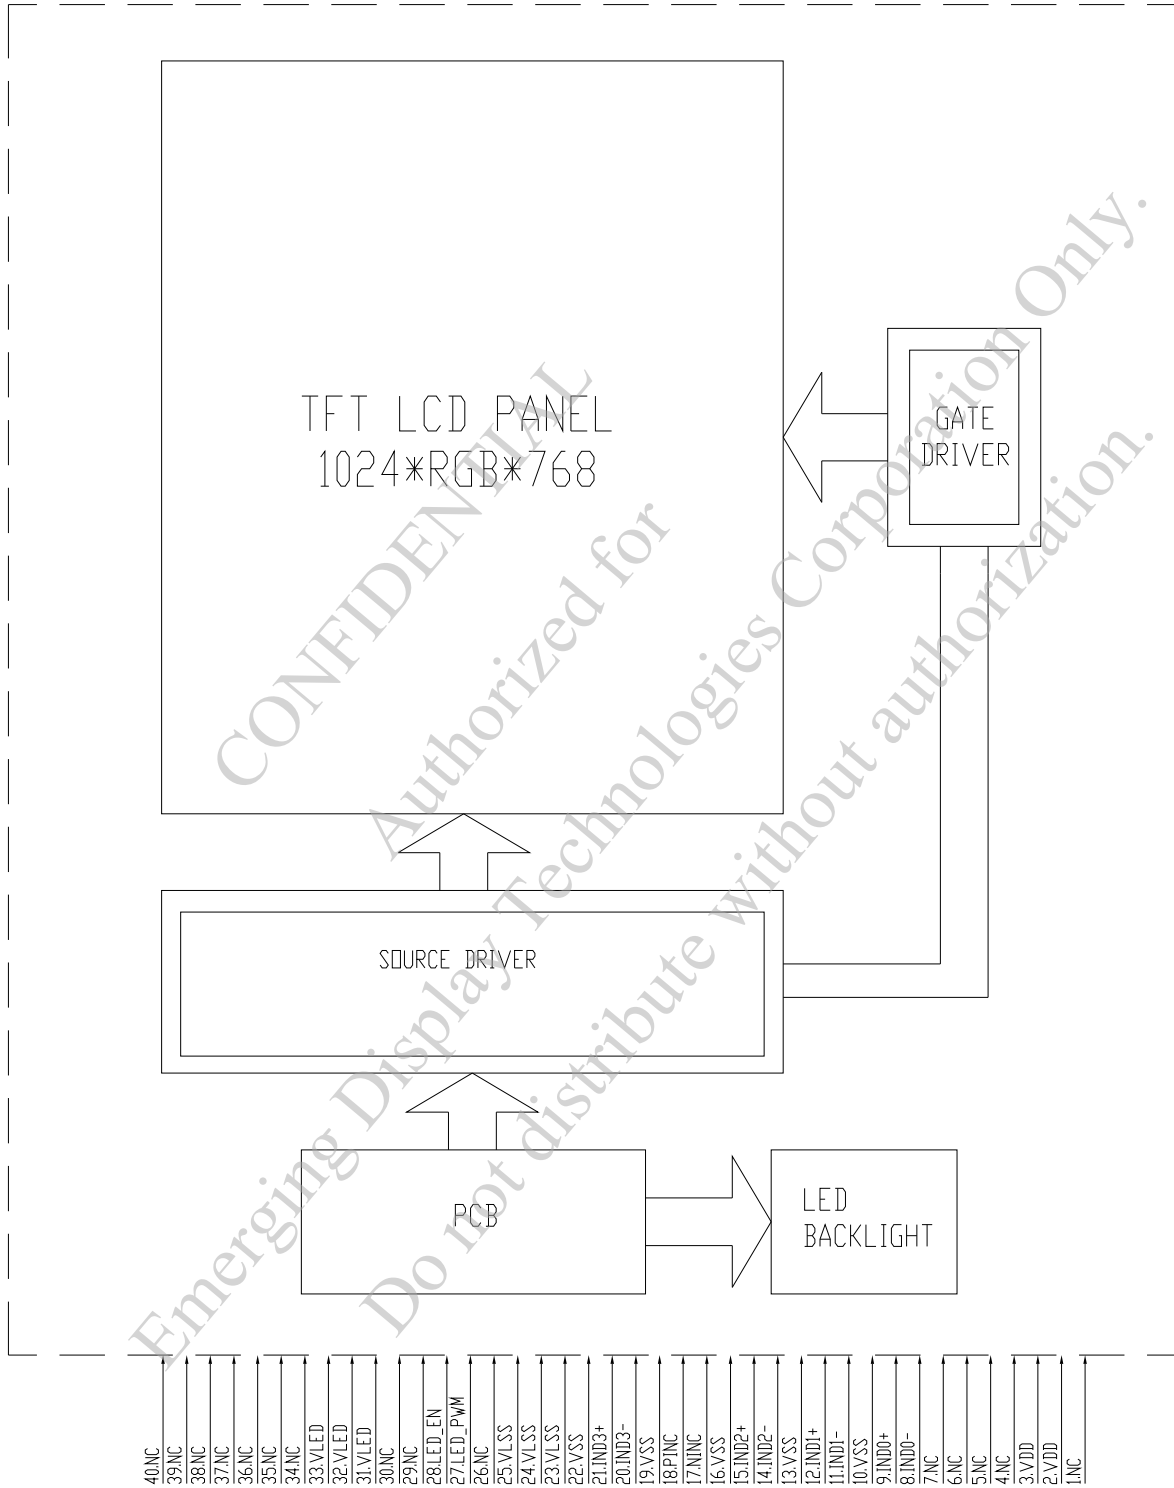 TFT LCD PANEL
1024*RGB*768
GATE
DRIVER
SOURCE DRIVER
PCB
LED
BACKLIGHT
CONFIDENTIAL
Authorized for
Emerging Display Technologies Corporation Only.
Do not distribute without authorization.
40.NC
39.NC
38.NC
37.NC
36.NC
35.NC
34.NC
33.VLED
32.VLED
31.VLED
30.NC
29.NC
28.LED_EN
27.LED_PWM
26.NC
25.VLSS
24.VLSS
23.VLSS
22.VSS
21.IND3+
20.IND3-
19.VSS
18.PINC
17.NINC
16.VSS
15.IND2+
14.IND2-
13.VSS
12.IND1+
11.IND1-
10.VSS
9.IND0+
8.IND0-
7.NC
6.NC
5.NC
4.NC
3.VDD
2.VDD
1.NC